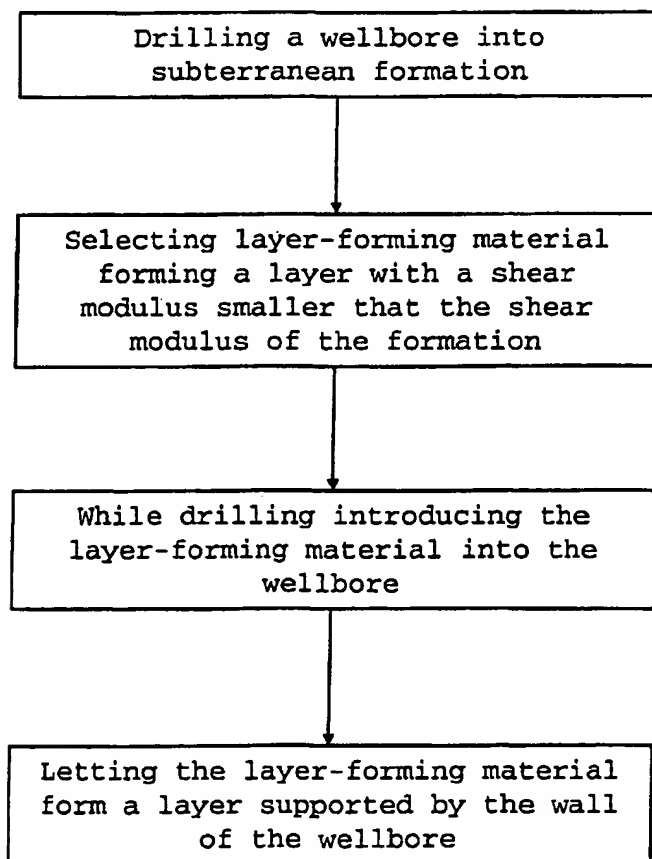 Drilling a wellbore into
subterranean formation
Selecting layer-forming material
forming a layer with a shear
modulus smaller that the shear
modulus of the formation
While drilling introducing the
layer-forming material into the
wellbore
Letting the layer-forming material
form a layer supported by the wall
of the wellbore